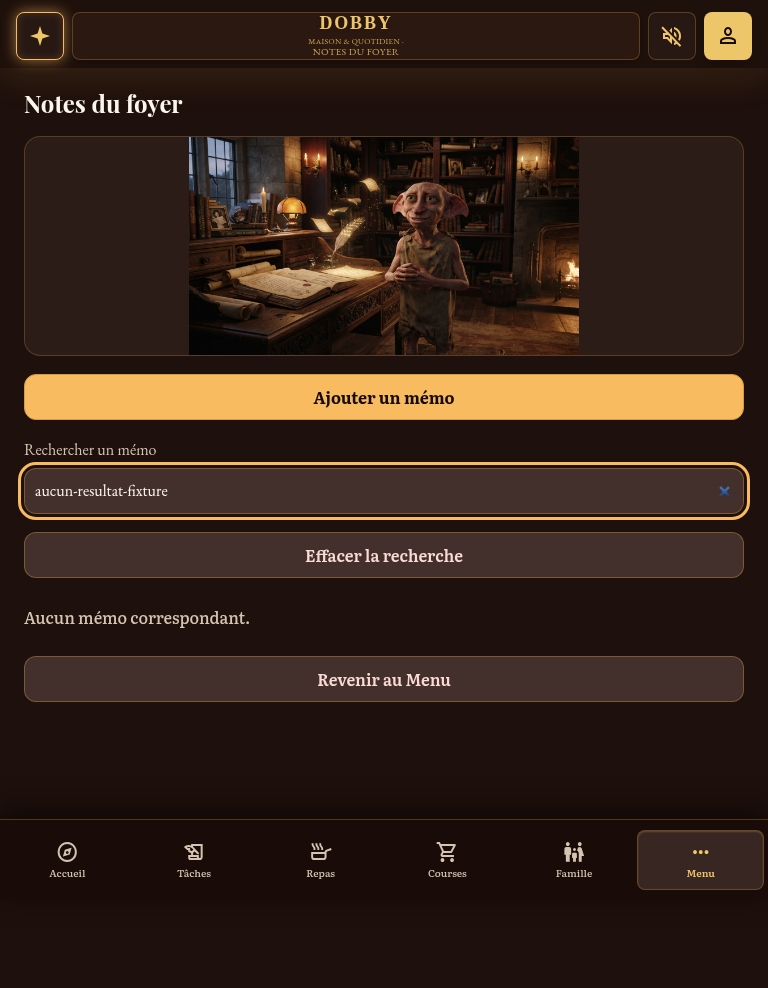 DOBBY
MAISON & QUOTIDIEN ·
NOTES DU FOYER
Notes du foyer
Ajouter un mémo
Rechercher un mémo
aucun-resultat-fixture
Effacer la recherche
Aucun mémo correspondant.
Revenir au Menu
Accueil
Tâches
Repas
Courses
Famille
Menu